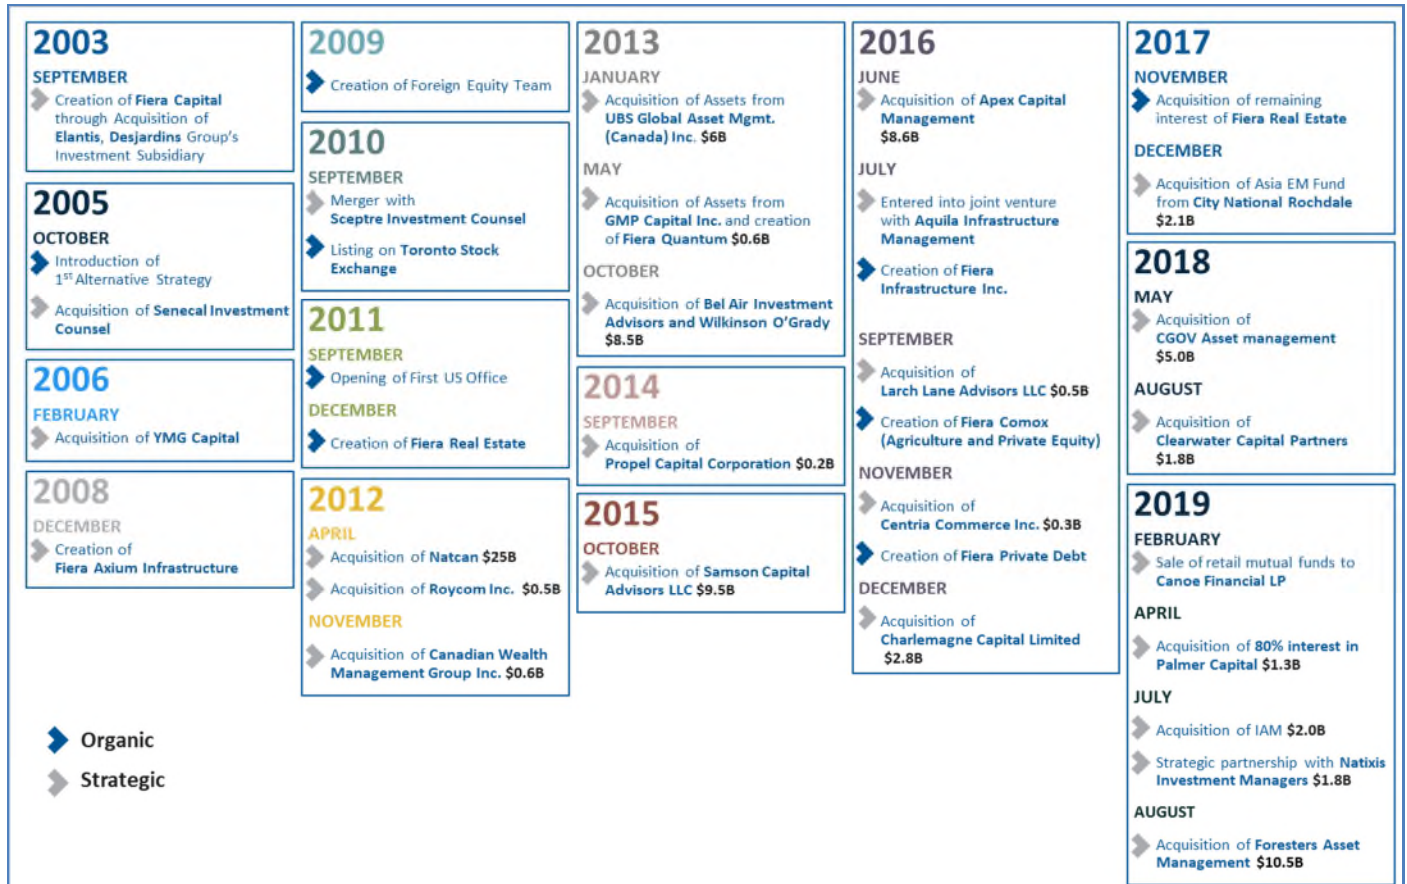 2003
SEPTEMBER
Creation of Fiera Capital
through Acquisition of
Elantis, Desjardins Group's
Investment Subsidiary
2005
OCTOBER
Introduction of
1st Alternative Strategy
Acquisition of Senecal Investment
Counsel
2006
FEBRUARY
Acquisition of YMG Capital
2008
DECEMBER
Creation of
Fiera Axium Infrastructure
2009
Creation of Foreign Equity Team
2010
SEPTEMBER
Merger with
Sceptre Investment Counsel
Listing on Toronto Stock
Exchange
2011
SEPTEMBER
Opening of First US Office
DECEMBER
Creation of Fiera Real Estate
2012
APRIL
Acquisition of Natcan $25B
Acquisition of Roycom Inc. $0.5B
NOVEMBER
Acquisition of Canadian Wealth
Management Group Inc. $0.6B
2013
JANUARY
Acquisition of Assets from
UBS Global Asset Mgmt.
(Canada) Inc. $6B
MAY
Acquisition of Assets from
GMP Capital Inc. and creation
of Fiera Quantum $0.6B
OCTOBER
Acquisition of Bel Air Investment
Advisors and Wilkinson O'Grady
$8.5B
2014
SEPTEMBER
Acquisition of
Propel Capital Corporation $0.2B
2015
OCTOBER
Acquisition of Samson Capital
Advisors LLC $9.5B
2016
JUNE
Acquisition of Apex Capital
Management
$8.6B
JULY
Entered into joint venture
with Aquila Infrastructure
Management
Creation of Fiera
Infrastructure Inc.
SEPTEMBER
Acquisition of
Larch Lane Advisors LLC $0.5B
Creation of Fiera Comox
(Agriculture and Private Equity)
NOVEMBER
Acquisition of
Centria Commerce Inc. $0.3B
Creation of Fiera Private Debt
DECEMBER
Acquisition of
Charlemagne Capital Limited
$2.8B
2017
NOVEMBER
Acquisition of remaining
interest of Fiera Real Estate
DECEMBER
Acquisition of Asia EM Fund
from City National Rochdale
$2.1B
2018
MAY
Acquisition of
CGOV Asset management
$5.0B
AUGUST
Acquisition of
Clearwater Capital Partners
$1.8B
2019
FEBRUARY
Sale of retail mutual funds to
Canoe Financial LP
APRIL
Acquisition of 80% interest in
Palmer Capital $1.3B
JULY
Acquisition of IAM $2.0B
Strategic partnership with Natixis
Investment Managers $1.8B
AUGUST
Acquisition of Foresters Asset
Management $10.5B
Organic
Strategic